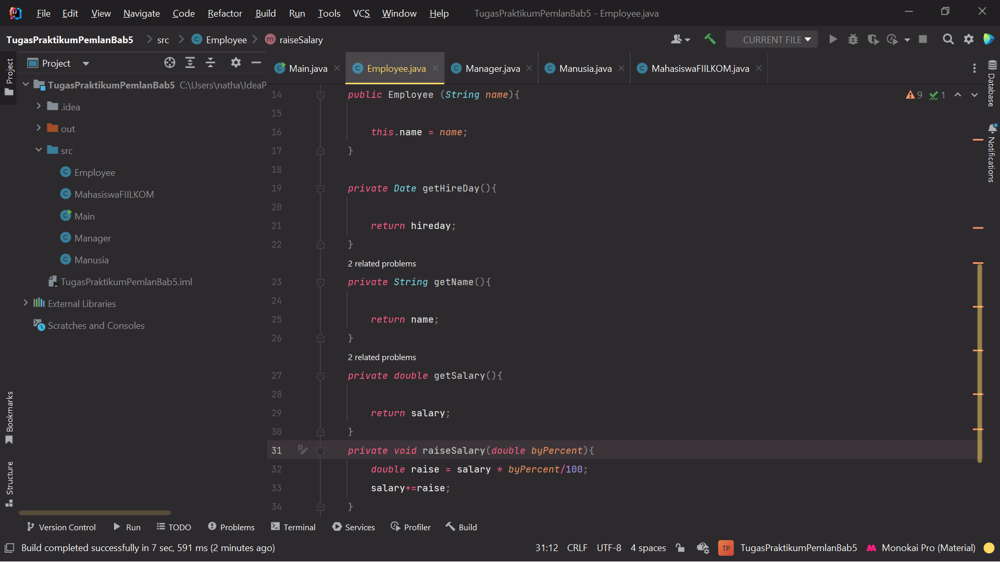 File Edit View Navigate Code Refactor Build Run Tools VCS Window Help TugasPraktikumPemlanBab5 - Employee.java
TugasPraktikumPemlanBab5 src C Employee m raiseSalary CURRENT FILE
Project
Project
Main.java
Employee.java
Manager.java
Manusia.java
MahasiswaFIILKOM.java
Database
Notifications
TugasPraktikumPemlanBab5 C:\Users\natha\IdeaP
.idea
out
src
C Employee
C MahasiswaFIILKOM
C Main
C Manager
C Manusia
TugasPraktikumPemlanBab5.iml
External Libraries
Scratches and Consoles
Bookmarks
Structure
9 1
14 public Employee (String name){
15
16 this.name = name;
17 }
18
19 private Date getHireDay(){
20
21 return hireday;
22 }
2 related problems
23 private String getName(){
24
25 return name;
26 }
2 related problems
27 private double getSalary(){
28
29 return salary;
30 }
31 private void raiseSalary(double byPercent){
32 double raise = salary * byPercent/100;
33 salary+=raise;
34 }
Version Control Run TODO Problems Terminal Services Profiler Build
Build completed successfully in 7 sec, 591 ms (2 minutes ago) 31:12 CRLF UTF-8 4 spaces TP TugasPraktikumPemlanBab5 Monokai Pro (Material)